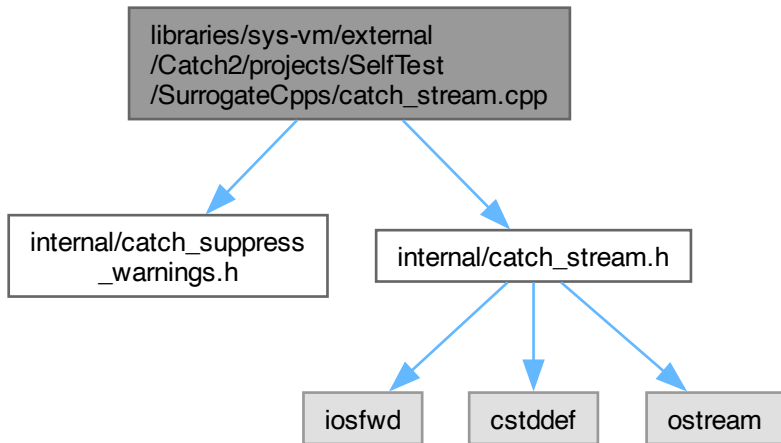 libraries/sys-vm/external
/Catch2/projects/SelfTest
/SurrogateCpps/catch_stream.cpp
internal/catch_suppress
_warnings.h
internal/catch_stream.h
iosfwd
cstddef
ostream